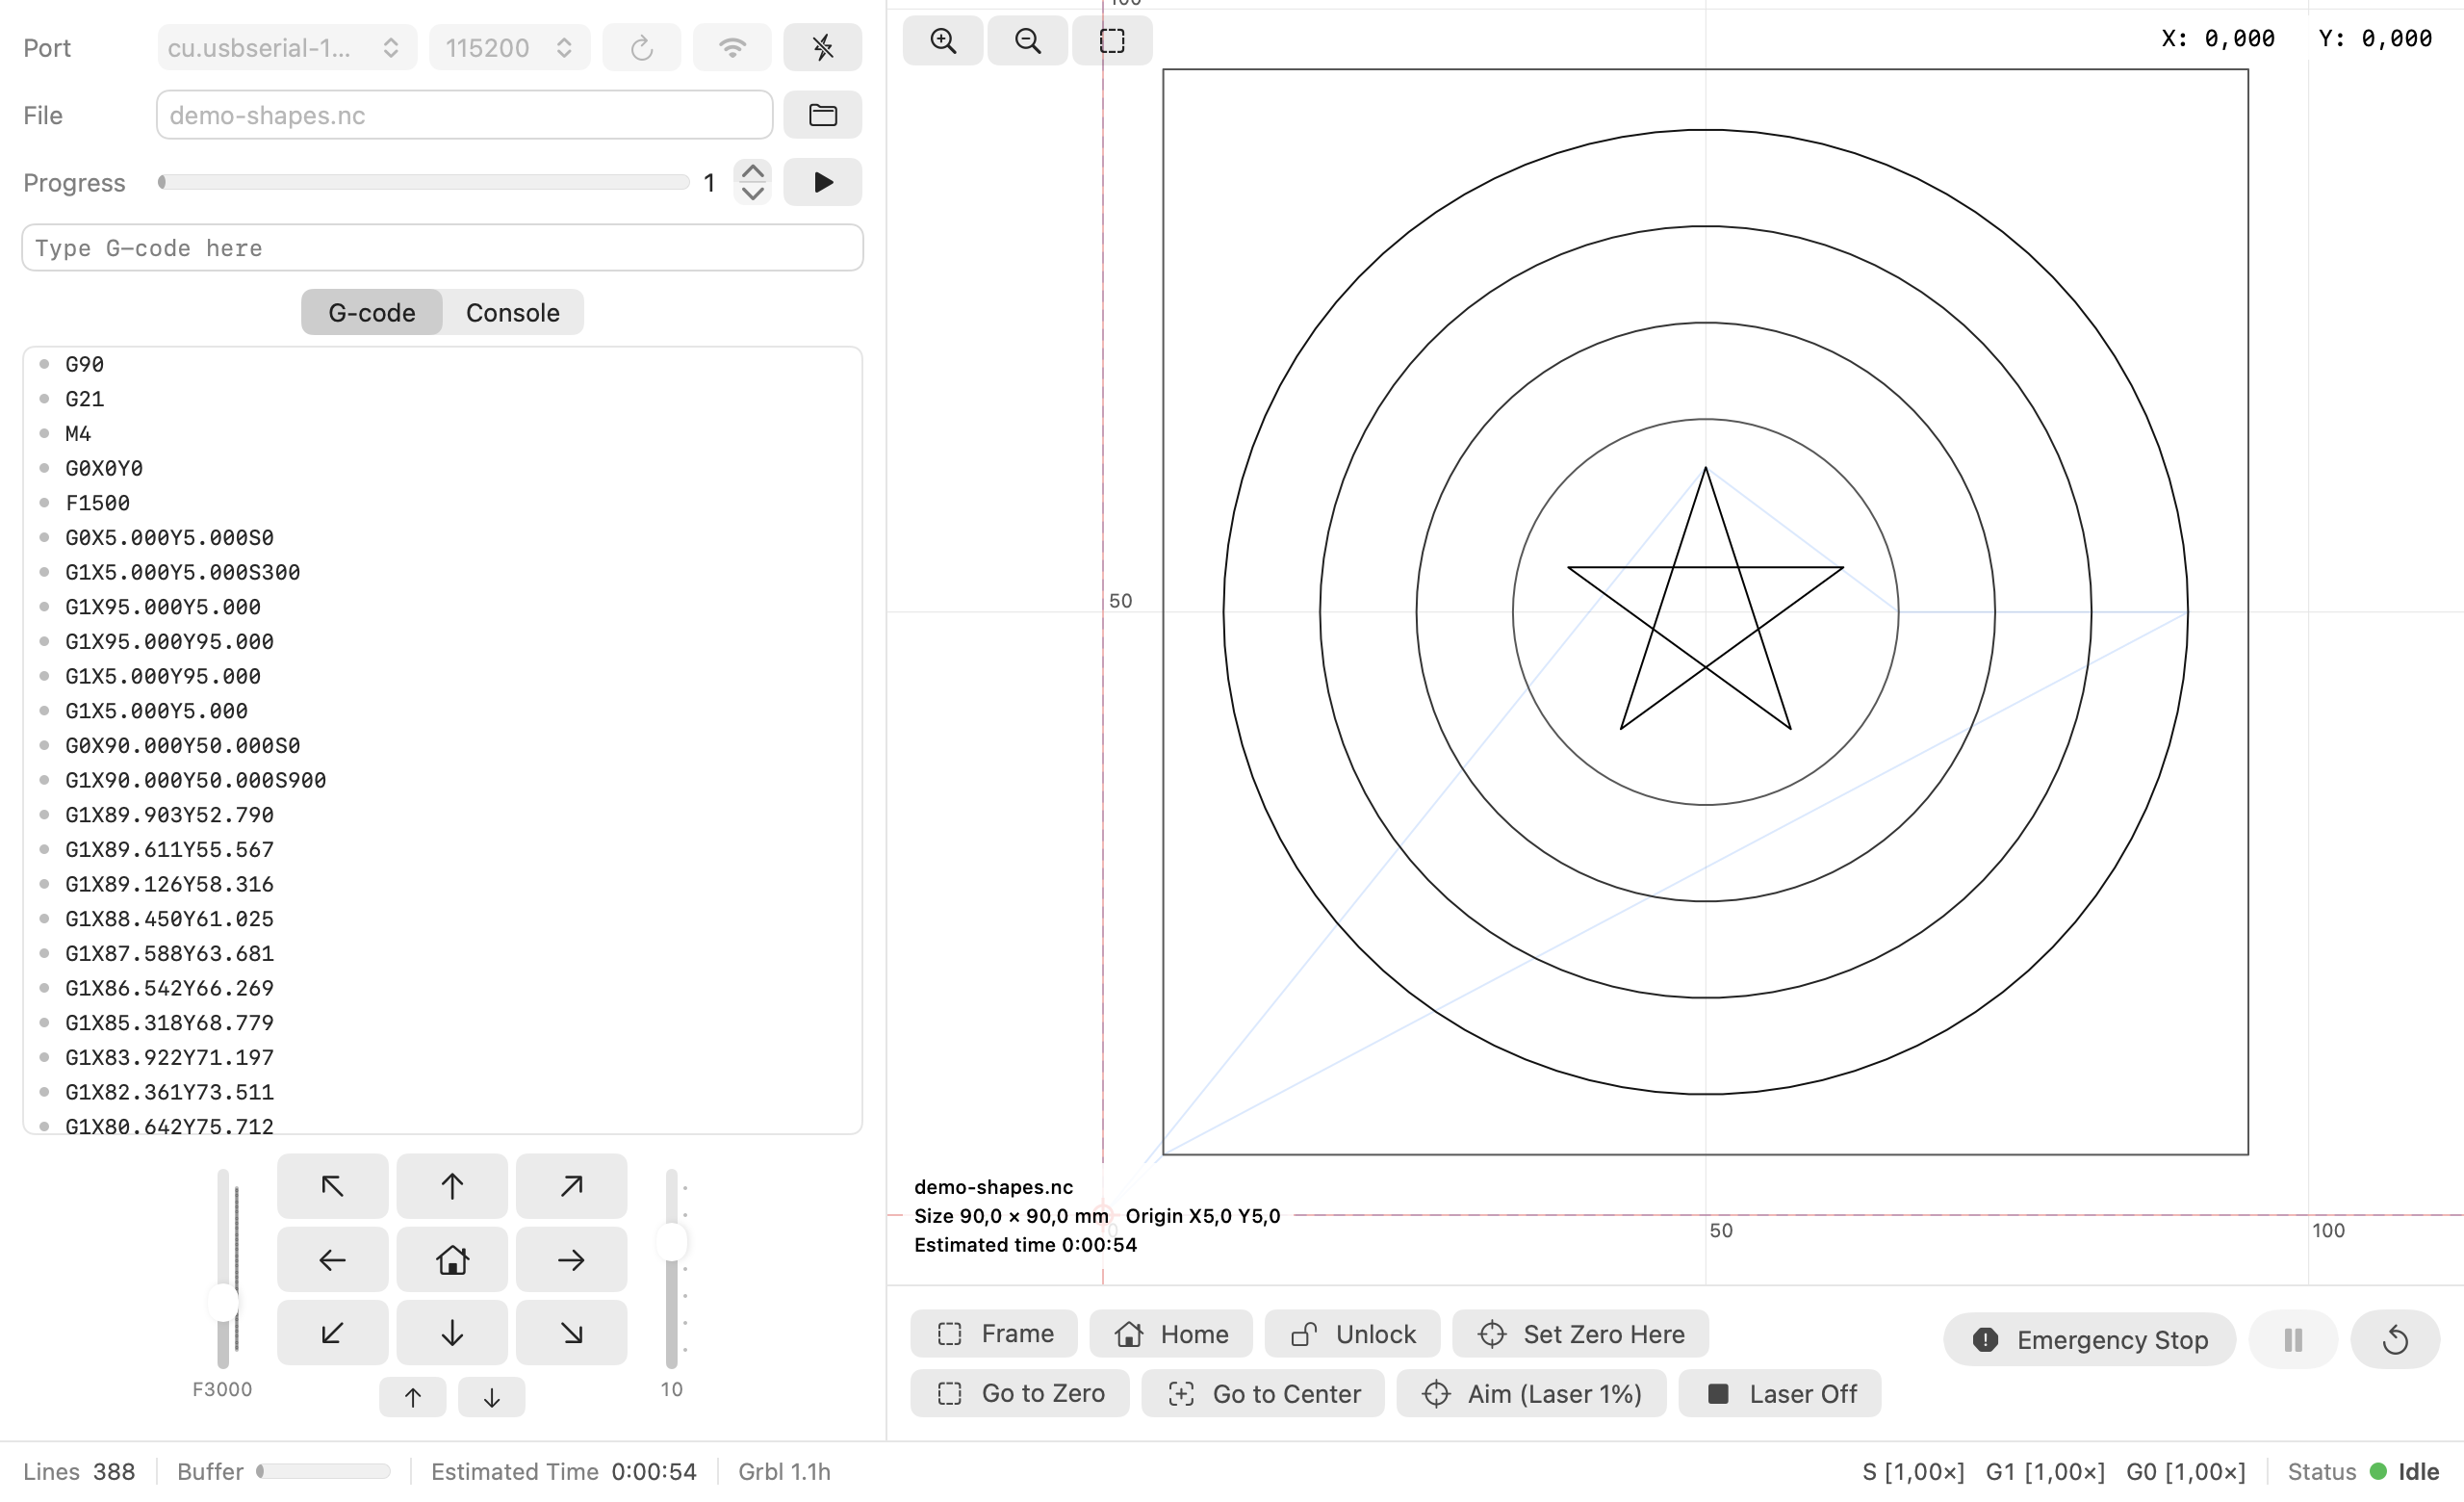 Port cu.usbserial-1... 115200
File demo-shapes.nc
Progress 1
Type G-code here
G-code Console
G90
G21
M4
G0X0Y0
F1500
G0X5.000Y5.000S0
G1X5.000Y5.000S300
G1X95.000Y5.000
G1X95.000Y95.000
G1X5.000Y95.000
G1X5.000Y5.000
G0X90.000Y50.000S0
G1X90.000Y50.000S900
G1X89.903Y52.790
G1X89.611Y55.567
G1X89.126Y58.316
G1X88.450Y61.025
G1X87.588Y63.681
G1X86.542Y66.269
G1X85.318Y68.779
G1X83.922Y71.197
G1X82.361Y73.511
G1X80.642Y75.712
F3000 10
100
X: 0,000 Y: 0,000
50
demo-shapes.nc
Size 90,0 × 90,0 mm Origin X5,0 Y5,0
Estimated time 0:00:54
0 50 100
Frame Home Unlock Set Zero Here
Go to Zero Go to Center Aim (Laser 1%) Laser Off
Emergency Stop
Lines 388 Buffer Estimated Time 0:00:54 Grbl 1.1h
S [1,00×] G1 [1,00×] G0 [1,00×] Status Idle